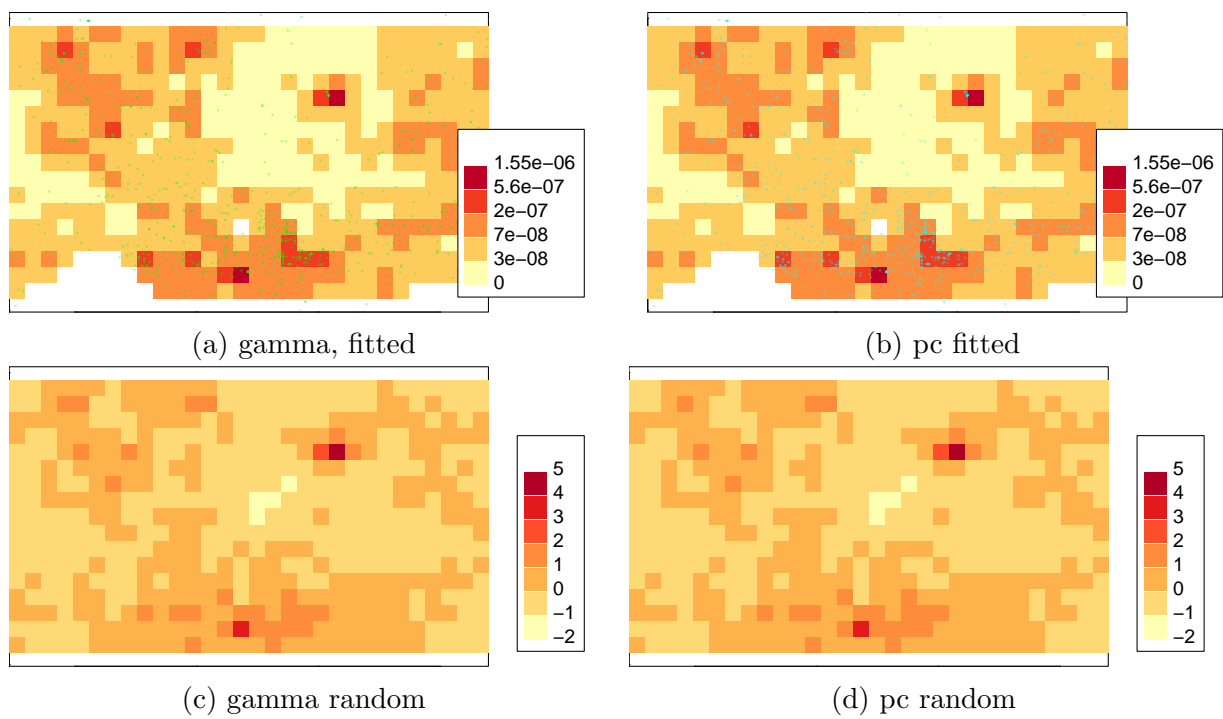 1.55e−06
5.6e−07
2e−07
7e−08
3e−08
0
1.55e−06
5.6e−07
2e−07
7e−08
3e−08
0
(a) gamma, fitted
(b) pc fitted
5
4
3
2
1
0
−1
−2
5
4
3
2
1
0
−1
−2
(c) gamma random
(d) pc random